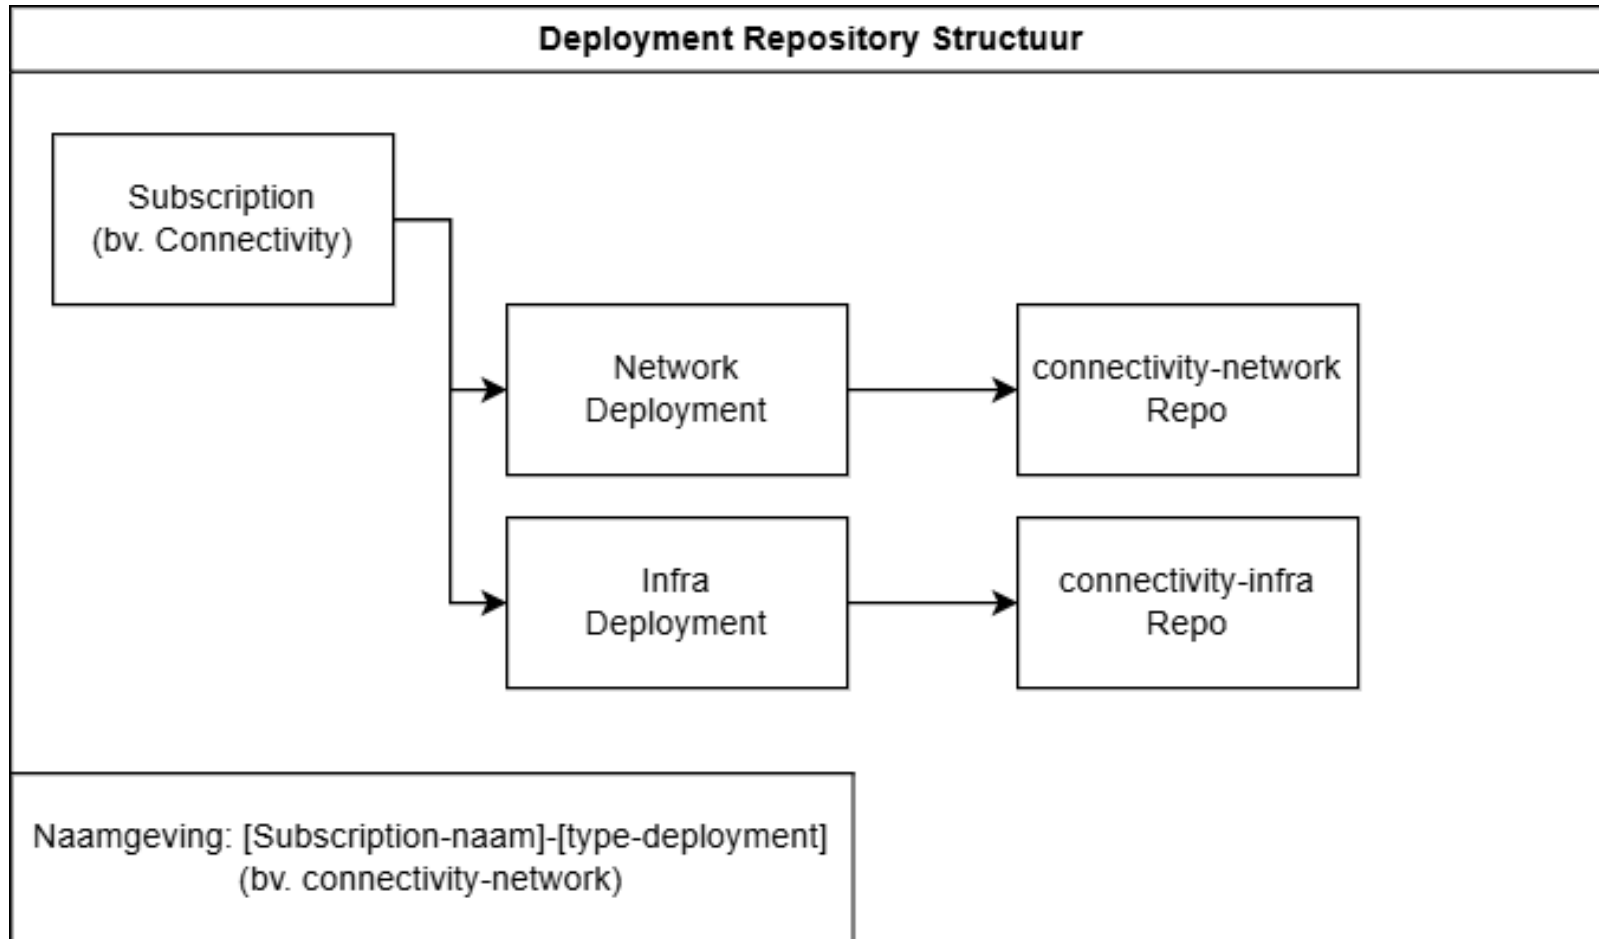 Deployment Repository Structuur
Subscription
(bv. Connectivity)
Network
Deployment
connectivity-network
Repo
Infra
Deployment
connectivity-infra
Repo
Naamgeving: [Subscription-naam]-[type-deployment]
(bv. connectivity-network)